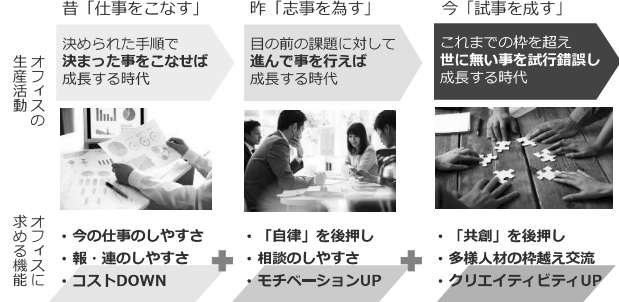 昔「仕事をこなす」
昨「志事を為す」
今「試事を成す」
オフィスの
生産活動
決められた手順で
決まった事をこなせば
成長する時代
目の前の課題に対して
進んで事を行えば
成長する時代
これまでの枠を超え
世に無い事を試行錯誤し
成長する時代
オフィスに
求める機能
・今の仕事のしやすさ
・報・連のしやすさ
・コストDOWN
+
・「自律」を後押し
・相談のしやすさ
・モチベーションUP
+
・「共創」を後押し
・多様人材の枠越え交流
・クリエイティビティUP